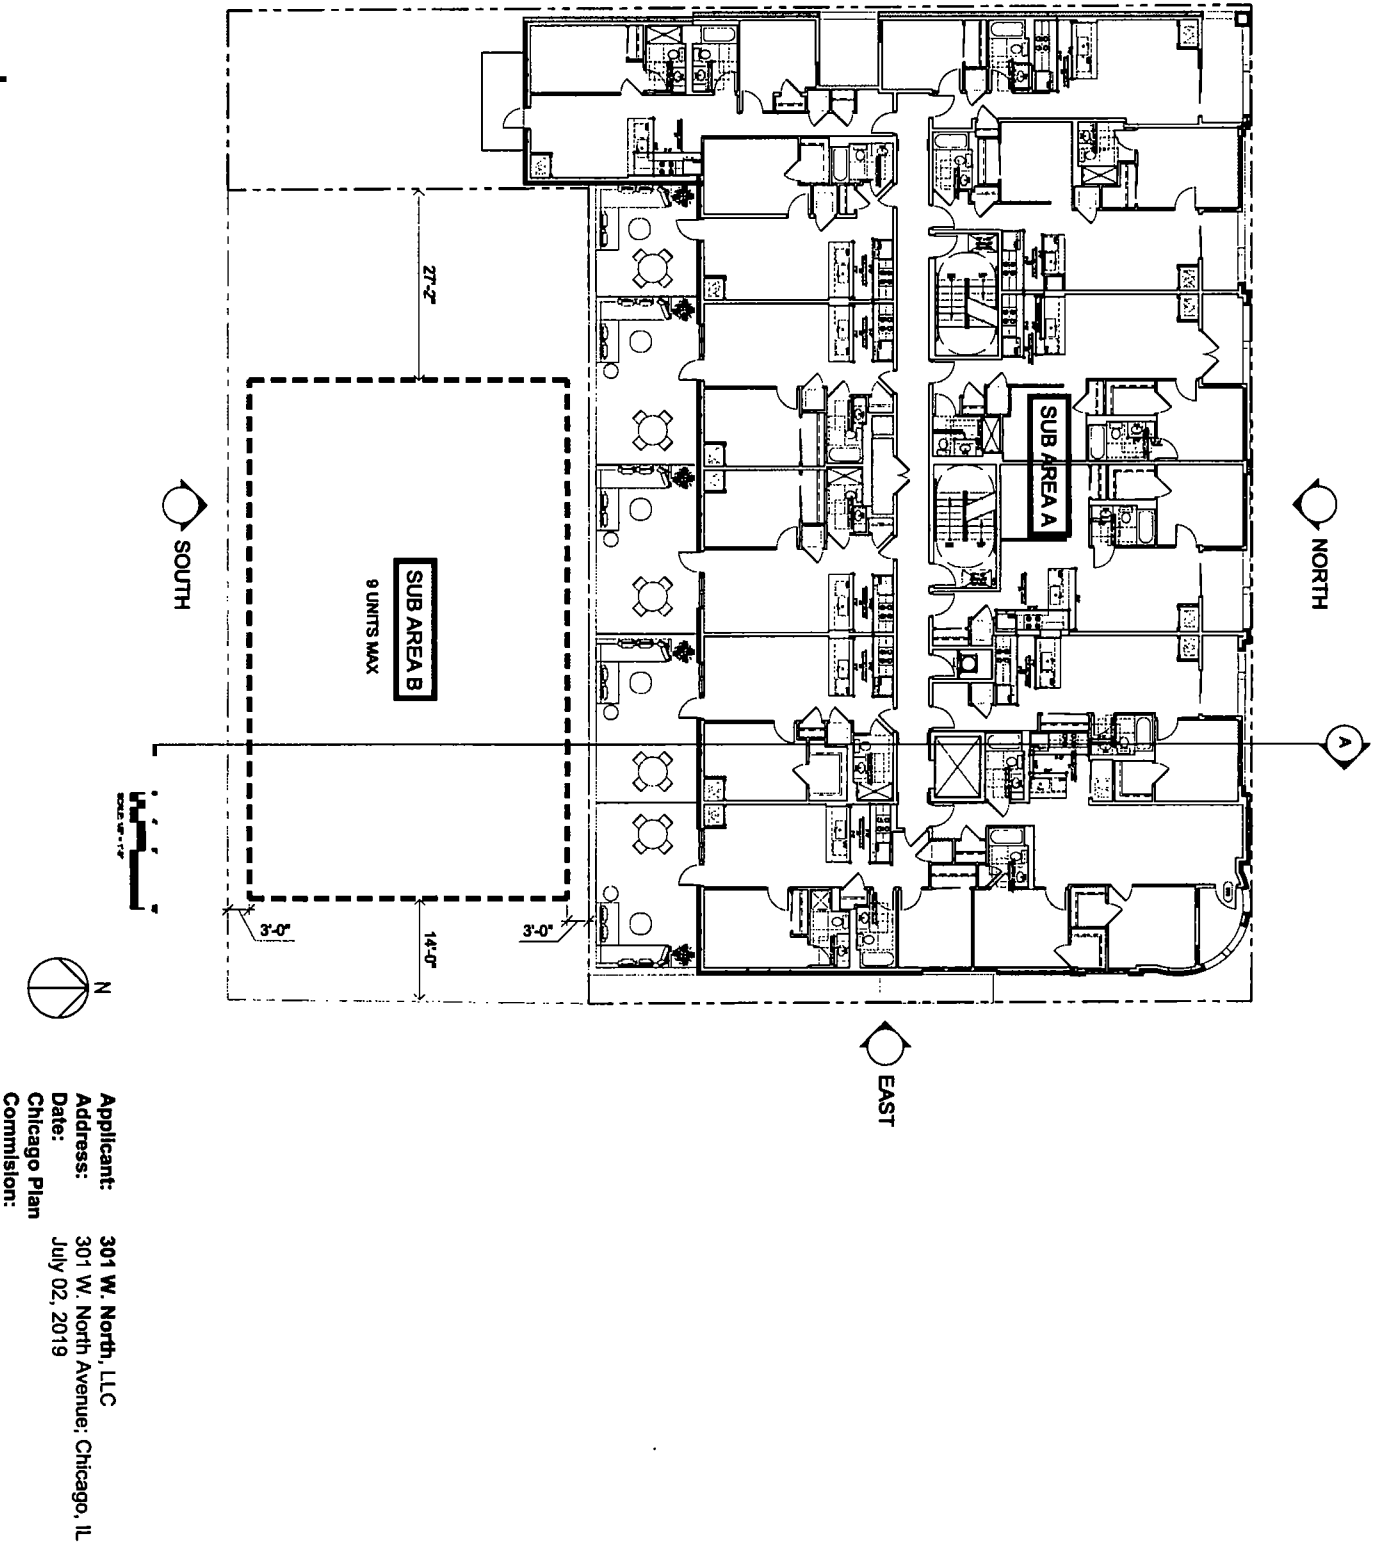 NORTH
A
SUB AREA A
SUB AREA B
9 UNITS MAX
27'-2"
14'-0"
3'-0"
3'-0"
SOUTH
EAST
N
Applicant: 301 W. North, LLC
Address: 301 W. North Avenue; Chicago, IL
Date: July 02, 2019
Chicago Plan
Commision: